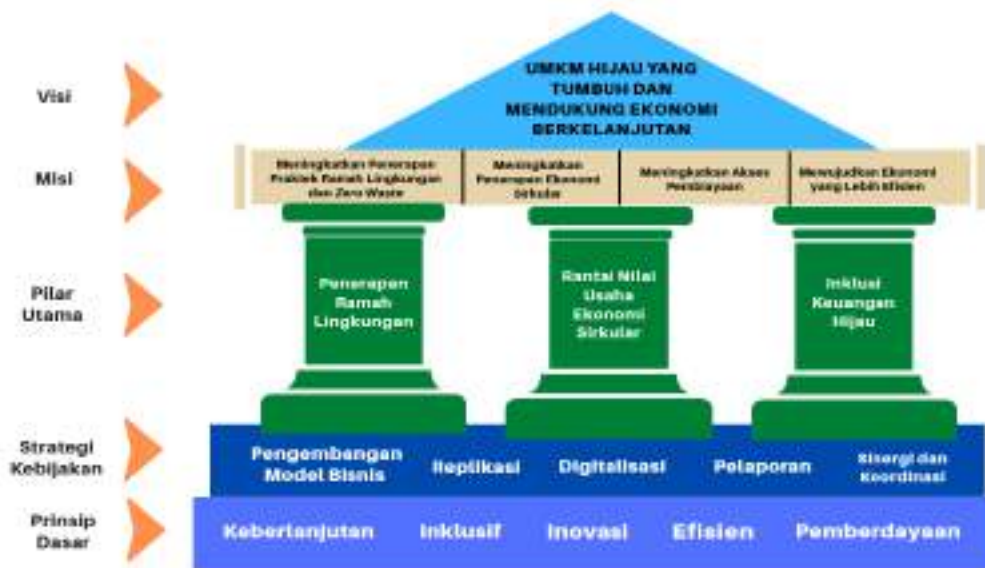 Visi
UMKM HIJAU YANG
TUMBUH DAN
MENDUKUNG EKONOMI
BERKELANJUTAN
Misi
Meningkatkan Penerapan
Praktek Ramah Lingkungan
dan Zero Waste
Meningkatkan
Penerapan Ekonomi
Sirkular
Meningkatkan Akses
Pembiayaan
Mewujudkan Ekonomi
yang Lebih Efisien
Pilar
Utama
Penerapan
Ramah
Lingkungan
Rantai Nilai
Usaha
Ekonomi
Sirkular
Inklusi
Keuangan
Hijau
Strategi
Kebijakan
Pengembangan
Model Bisnis
Replikasi
Digitalisasi
Pelaporan
Sinergi dan
Koordinasi
Prinsip
Dasar
Keberlanjutan
Inklusif
Inovasi
Efisien
Pemberdayaan